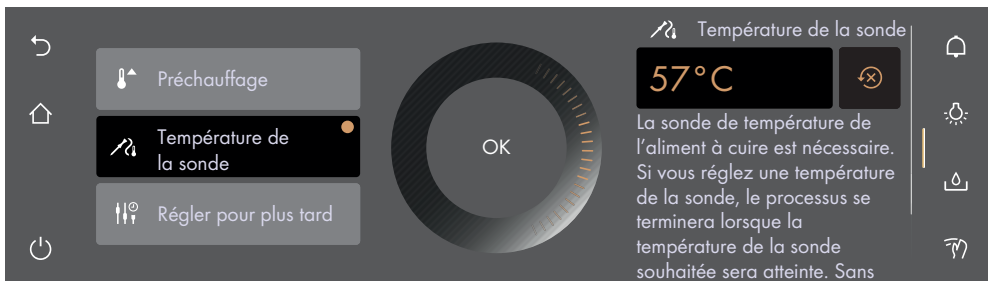 Préchauffage
Température de
la sonde
Régler pour plus tard
OK
Température de la sonde
57°C
La sonde de température de
l'aliment à cuire est nécessaire.
Si vous réglez une température
de la sonde, le processus se
terminera lorsque la
température de la sonde
souhaitée sera atteinte. Sans